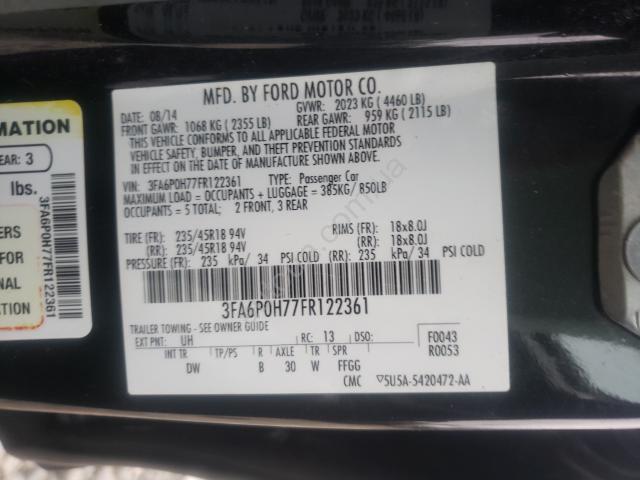 MFD. BY FORD MOTOR CO.
DATE: 08/14 GVWR: 2023 KG ( 4460 LB)
FRONT GAWR: 1068 KG ( 2355 LB) REAR GAWR: 959 KG ( 2115 LB)
THIS VEHICLE CONFORMS TO ALL APPLICABLE FEDERAL MOTOR
VEHICLE SAFETY, BUMPER, AND THEFT PREVENTION STANDARDS
IN EFFECT ON THE DATE OF MANUFACTURE SHOWN ABOVE.
VIN: 3FA6P0H77FR122361 TYPE: Passenger Car
MAXIMUM LOAD = OCCUPANTS + LUGGAGE = 385KG/ 850LB
OCCUPANTS = 5 TOTAL; 2 FRONT, 3 REAR
TIRE (FR): 235/45R18 94V RIMS (FR): 18x8.0J
(RR): 235/45R18 94V (RR): 18x8.0J
PRESSURE (FR): 235 kPa/ 34 PSI COLD (RR): 235 kPa/ 34 PSI COLD
3FA6P0H77FR122361
TRAILER TOWING - SEE OWNER GUIDE
EXT PNT: UH RC: 13 DSO: F0043
R0053
INT TR TP/PS R AXLE TR SPR
DW B 30 W FFGG
CMC 5U5A-5420472-AA
MATION
EAR: 3
lbs.
ERS
FOR
NAL
TION
3FA6P0H77FR122361